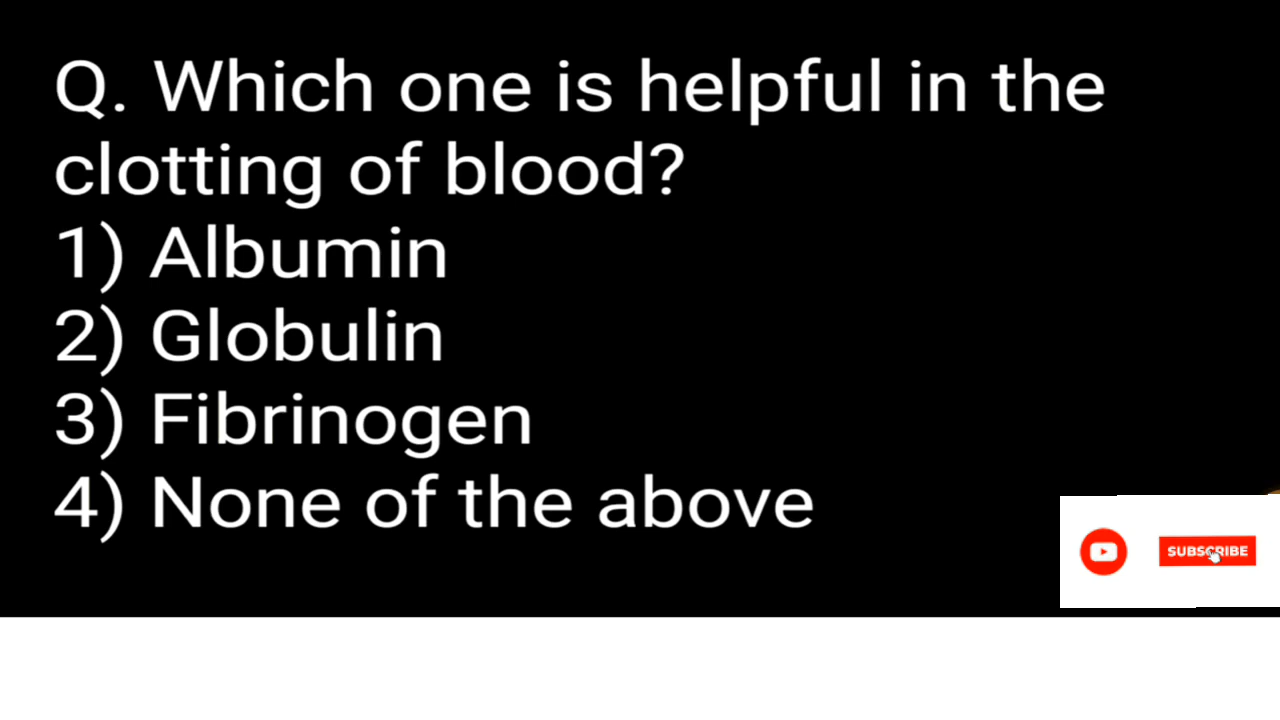 Q. Which one is helpful in the
clotting of blood?
1) Albumin
2) Globulin
3) Fibrinogen
4) None of the above
SUBSCRIBE